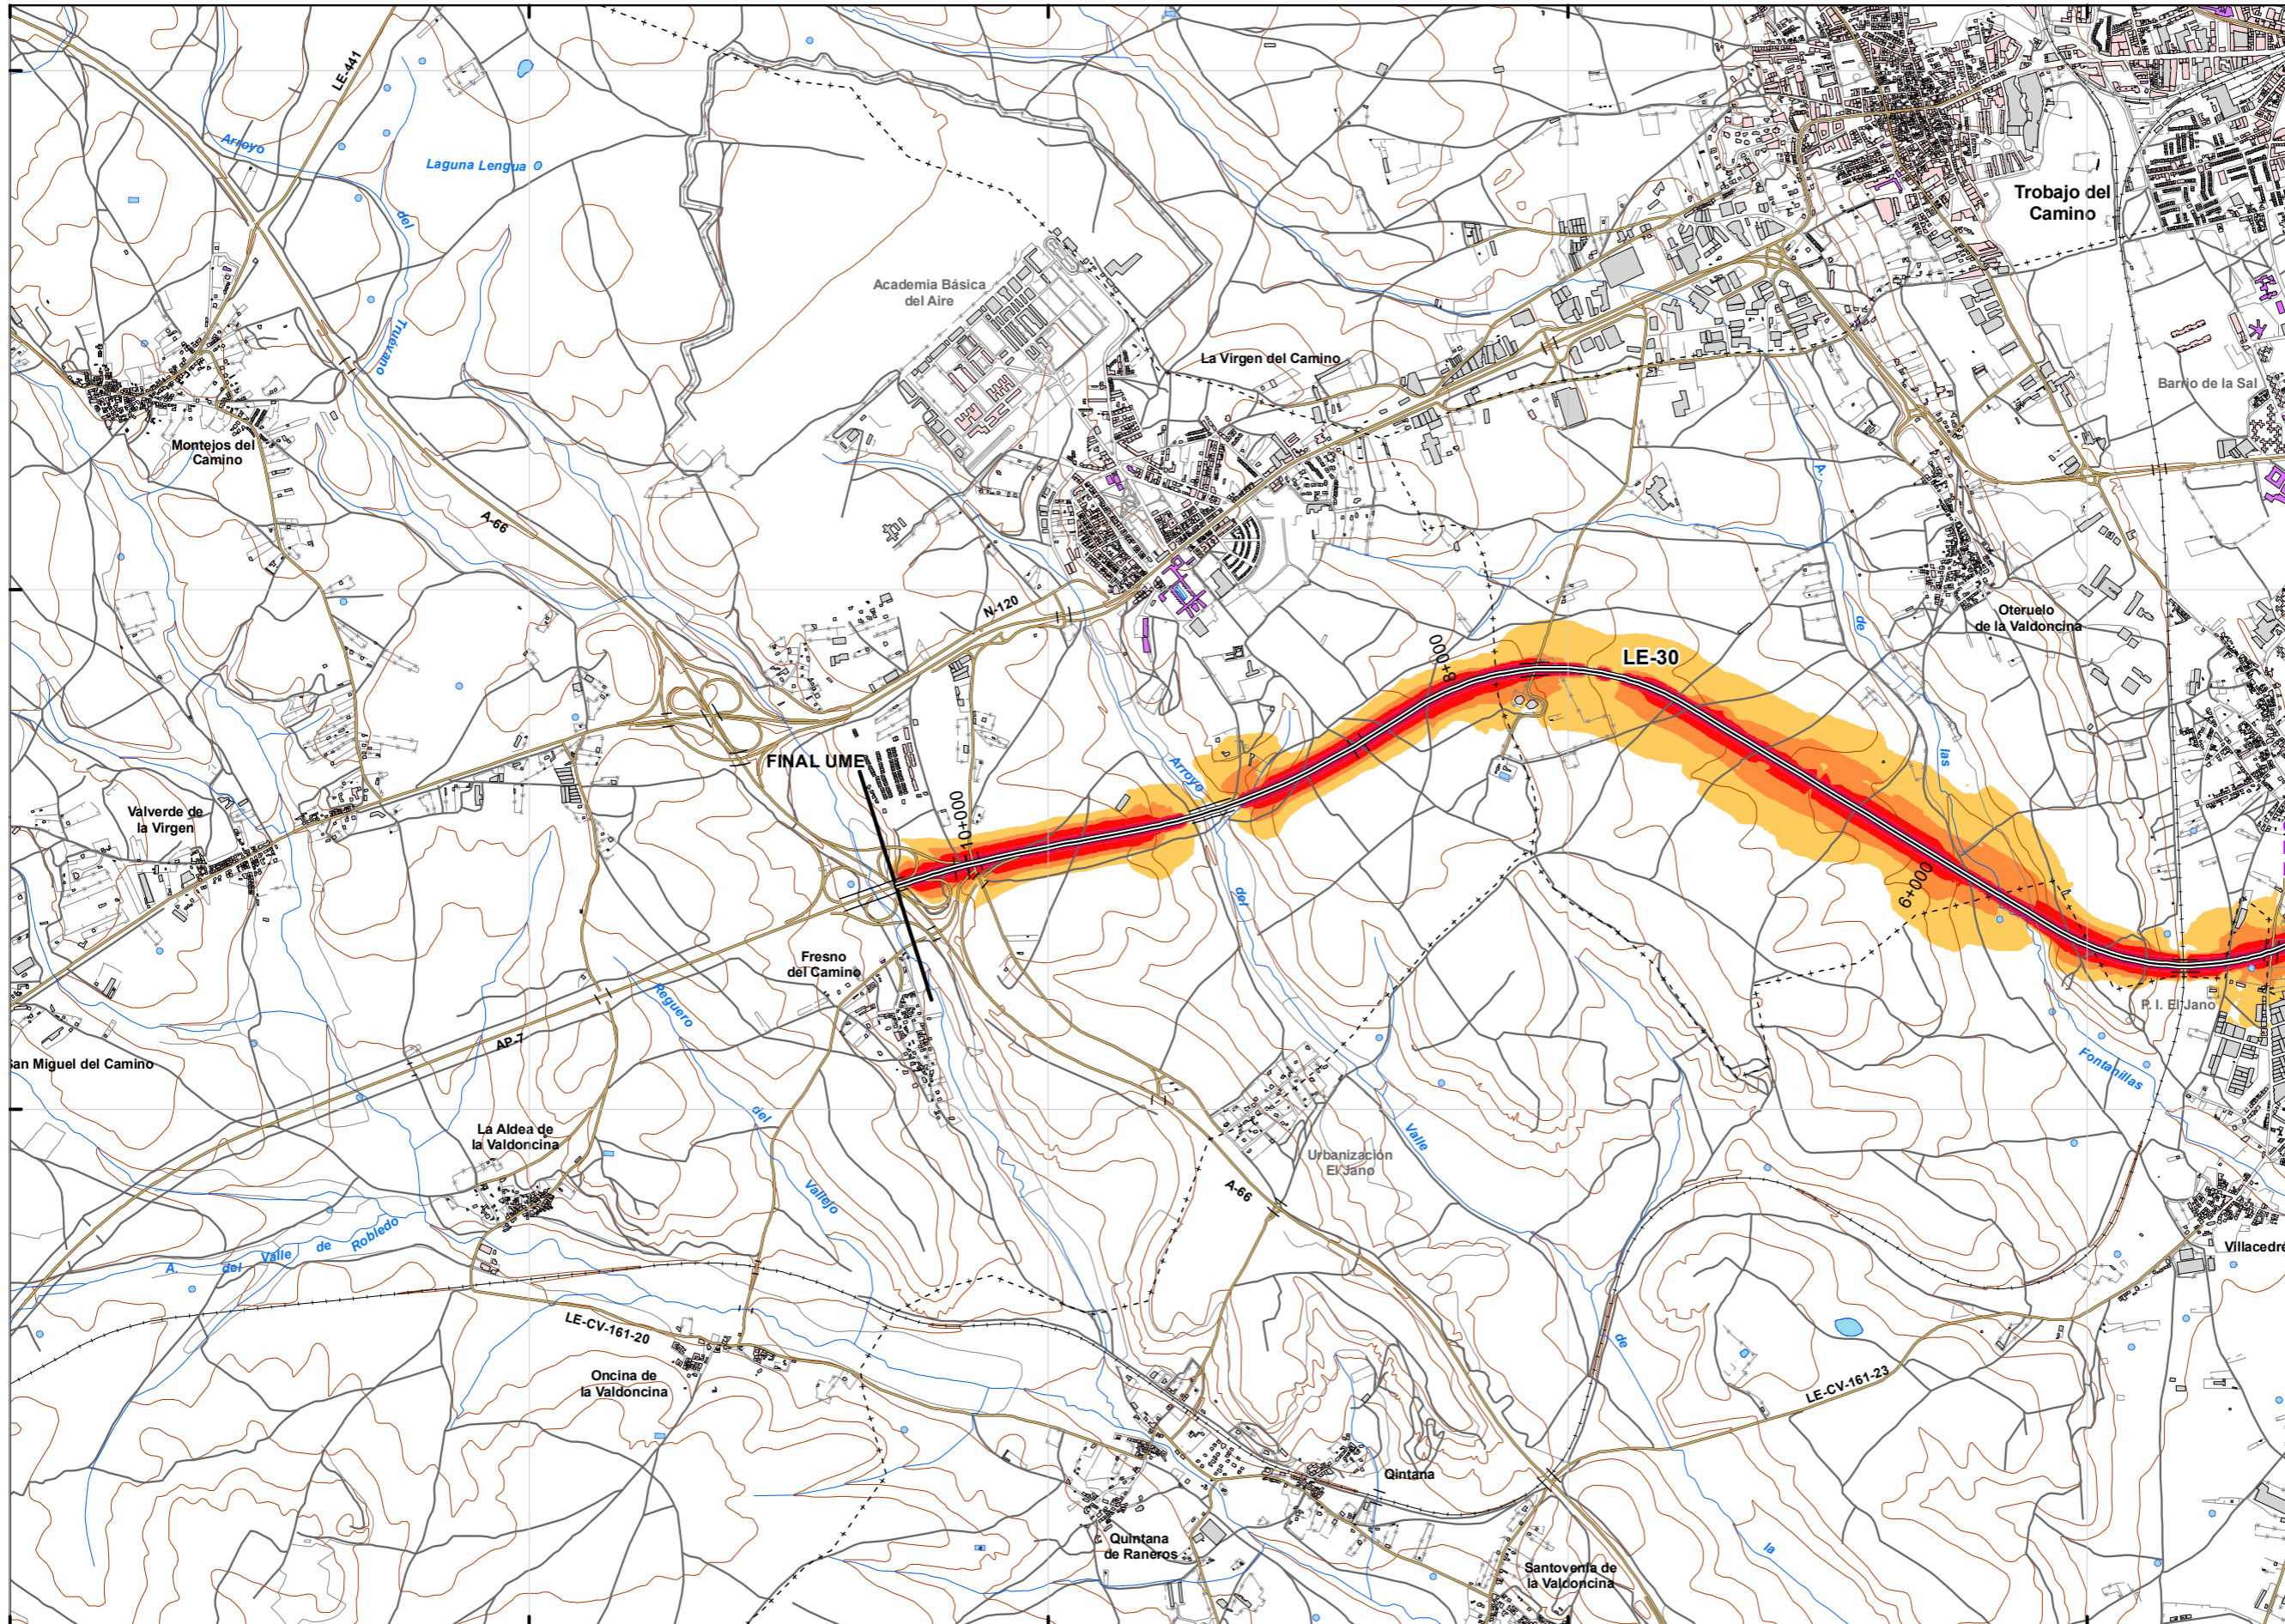 LE-441
Arroyo
Laguna Lengua
del
Truévano
Trobajo del
Camino
Academia Básica
del Aire
La Virgen del Camino
Barrio de la Sal
Montejos del
Camino
A-66
A.
N-120
de
Oteruelo
de la Valdoncina
8+000
LE-30
las
FINAL UME
Arroyo
10+000
Valverde de
la Virgen
del
6+000
Fresno
del Camino
Reguero
P. I. El Jano
AP-7
San Miguel del Camino
Fontanillas
del
La Aldea de
la Valdoncina
Valle
Urbanización
El Jano
A-66
Vallejo
A. del Valle de Robledo
Villacedré
LE-CV-161-20
de
Oncina de
la Valdoncina
LE-CV-161-23
Qintana
Quintana
de Raneros
la
Santovenia de
la Valdoncina